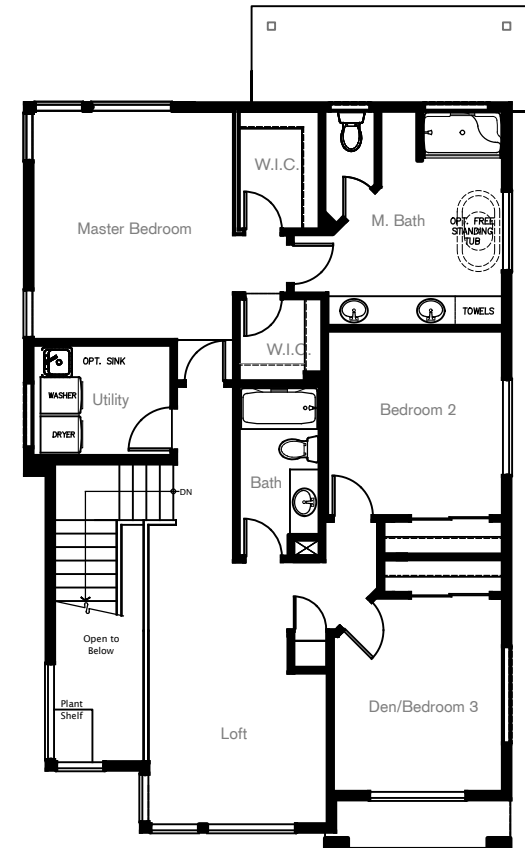 W.I.C.
Master Bedroom
M. Bath
OPT. FREE
STANDING
TUB
TOWELS
W.I.C.
OPT. SINK
WASHER
Utility
DRYER
Bedroom 2
Bath
DN
Open to
Below
Plant
Shelf
Loft
Den/Bedroom 3